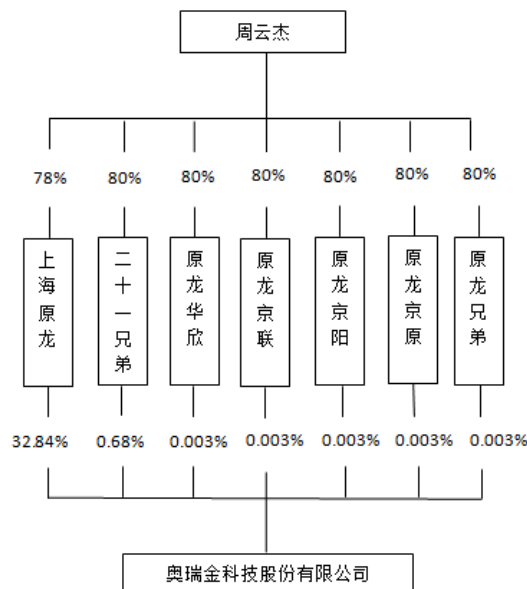 周云杰
78% 80% 80% 80% 80% 80% 80%
上海原龙
二十一兄弟
原龙华欣
原龙京联
原龙京阳
原龙京原
原龙兄弟
32.84% 0.68% 0.003% 0.003% 0.003% 0.003% 0.003%
奥瑞金科技股份有限公司